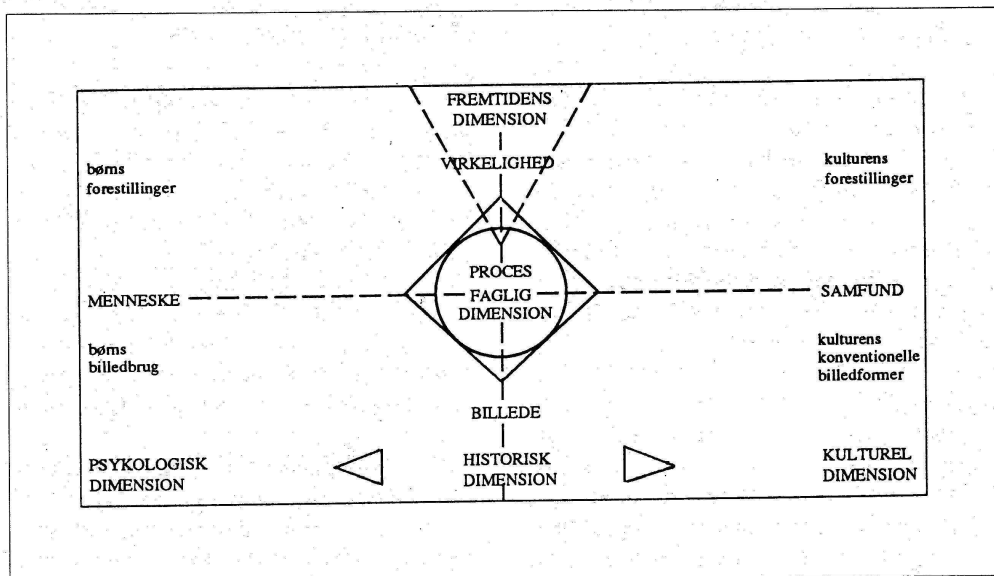 FREMTIDENS
DIMENSION
VIRKELIGHED
børns
forestillinger
kulturens
forestillinger
PROCES
MENNESKE
FAGLIG
DIMENSION
SAMFUND
børns
billedbrug
kulturens
konventionelle
billedformer
BILLEDE
PSYKOLOGISK
DIMENSION
HISTORISK
DIMENSION
KULTUREL
DIMENSION